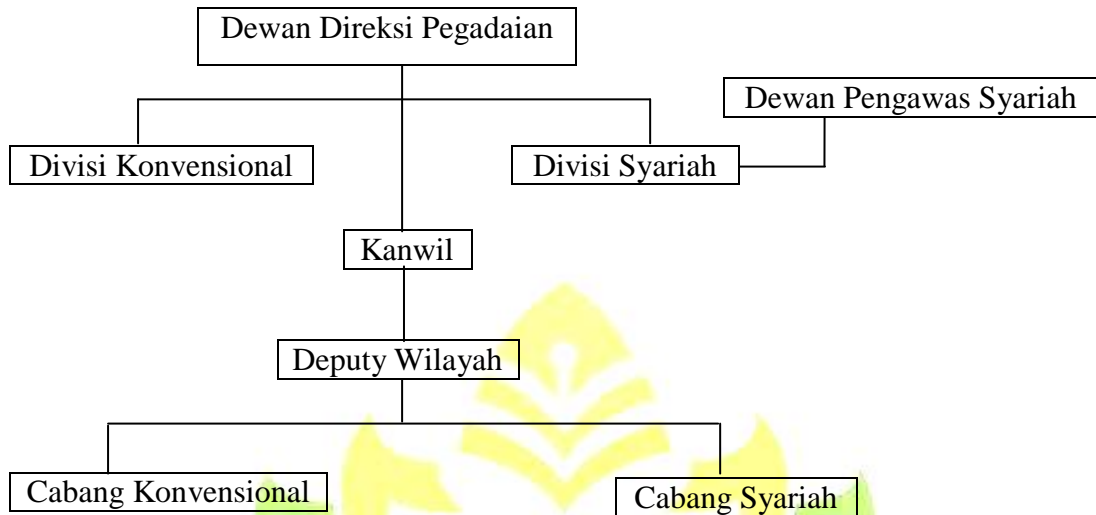 Dewan Direksi Pegadaian
Dewan Pengawas Syariah
Divisi Konvensional
Divisi Syariah
Kanwil
Deputy Wilayah
Cabang Konvensional
Cabang Syariah